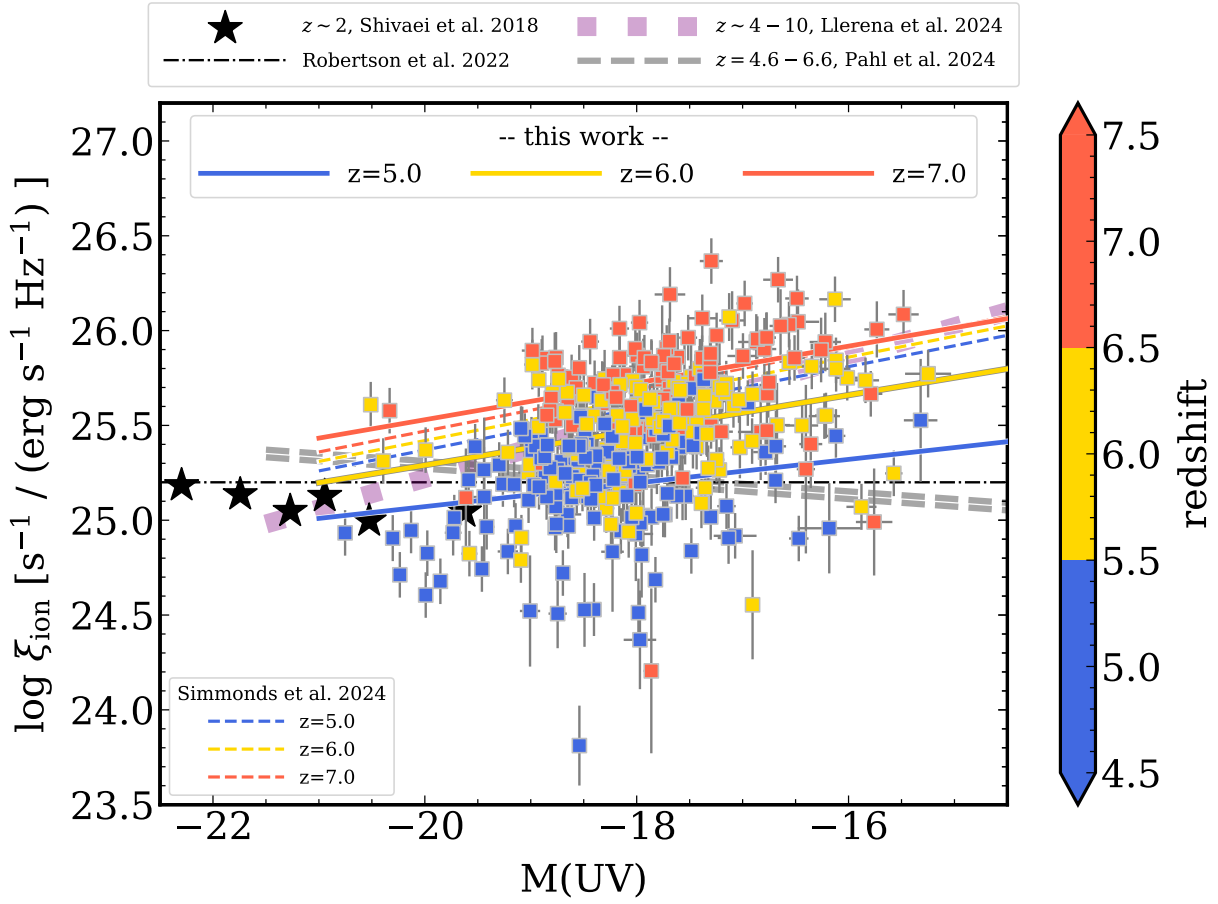 z ∼ 2, Shivaei et al. 2018
z ∼ 4 − 10, Llerena et al. 2024
Robertson et al. 2022
z = 4.6 − 6.6, Pahl et al. 2024
-- this work --
z=5.0 z=6.0 z=7.0
27.0
26.5
26.0
25.5
25.0
24.5
24.0
23.5
log ξion [s−1 / (erg s−1 Hz−1) ]
Simmonds et al. 2024
z=5.0
z=6.0
z=7.0
−22 −20 −18 −16
M(UV)
7.5
7.0
6.5
6.0
5.5
5.0
4.5
redshift